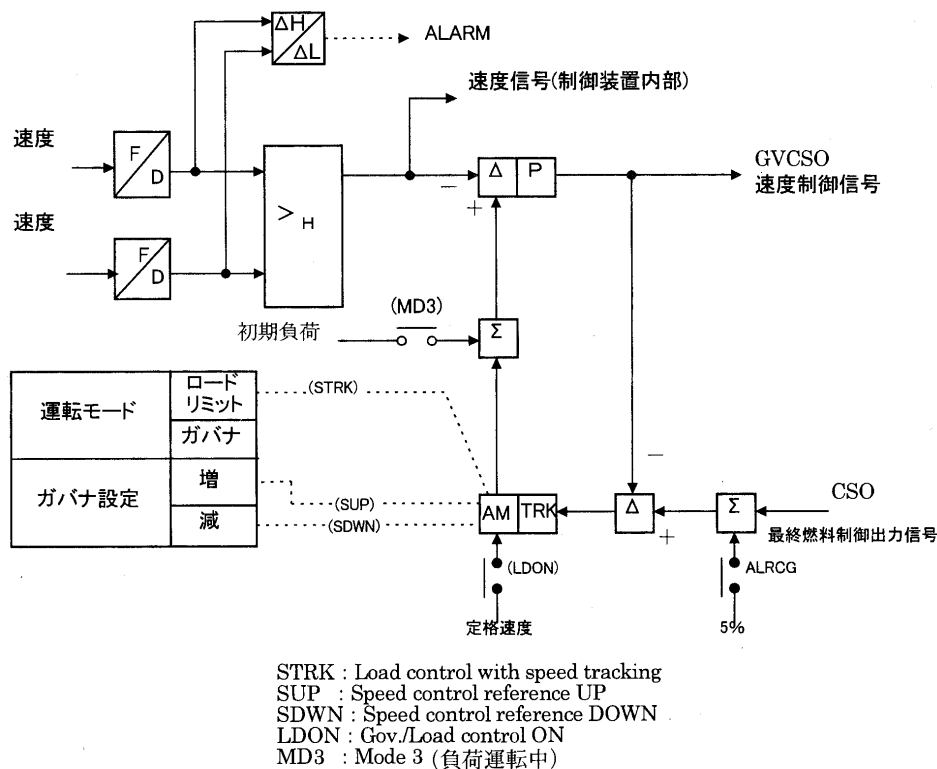 ΔH
ΔL
ALARM
速度信号(制御装置内部)
速度
F/D
>H
− Δ P
+
GVCSO
速度制御信号
速度
F/D
(MD3)
初期負荷
Σ
運転モード
ロード
リミット
ガバナ
(STRK)
ガバナ設定
増
減
(SUP)
(SDWN)
AM TRK
−
Δ
+
Σ
CSO
最終燃料制御出力信号
(LDON)
定格速度
ALRCG
5%
STRK : Load control with speed tracking
SUP : Speed control reference UP
SDWN : Speed control reference DOWN
LDON : Gov./Load control ON
MD3 : Mode 3 (負荷運転中)